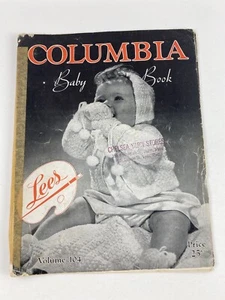 COLUMBIA
Baby Book
Lees
Volume 104
Price
25¢